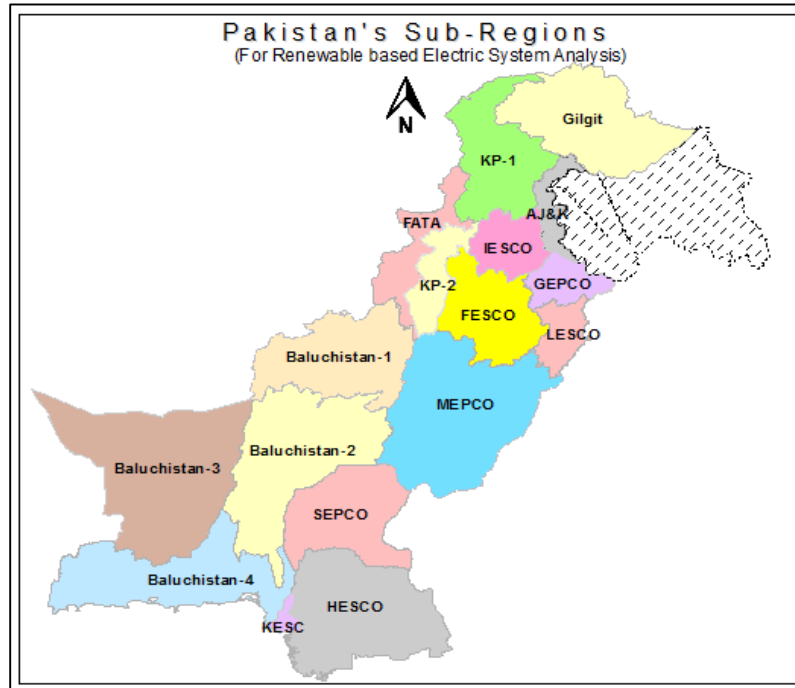 Pakistan's Sub-Regions
(For Renewable based Electric System Analysis)
N
Gilgit
KP-1
AJ&K
FATA
IESCO
KP-2
GEPCO
FESCO
LESCO
Baluchistan-1
MEPCO
Baluchistan-2
Baluchistan-3
SEPCO
Baluchistan-4
HESCO
KESC